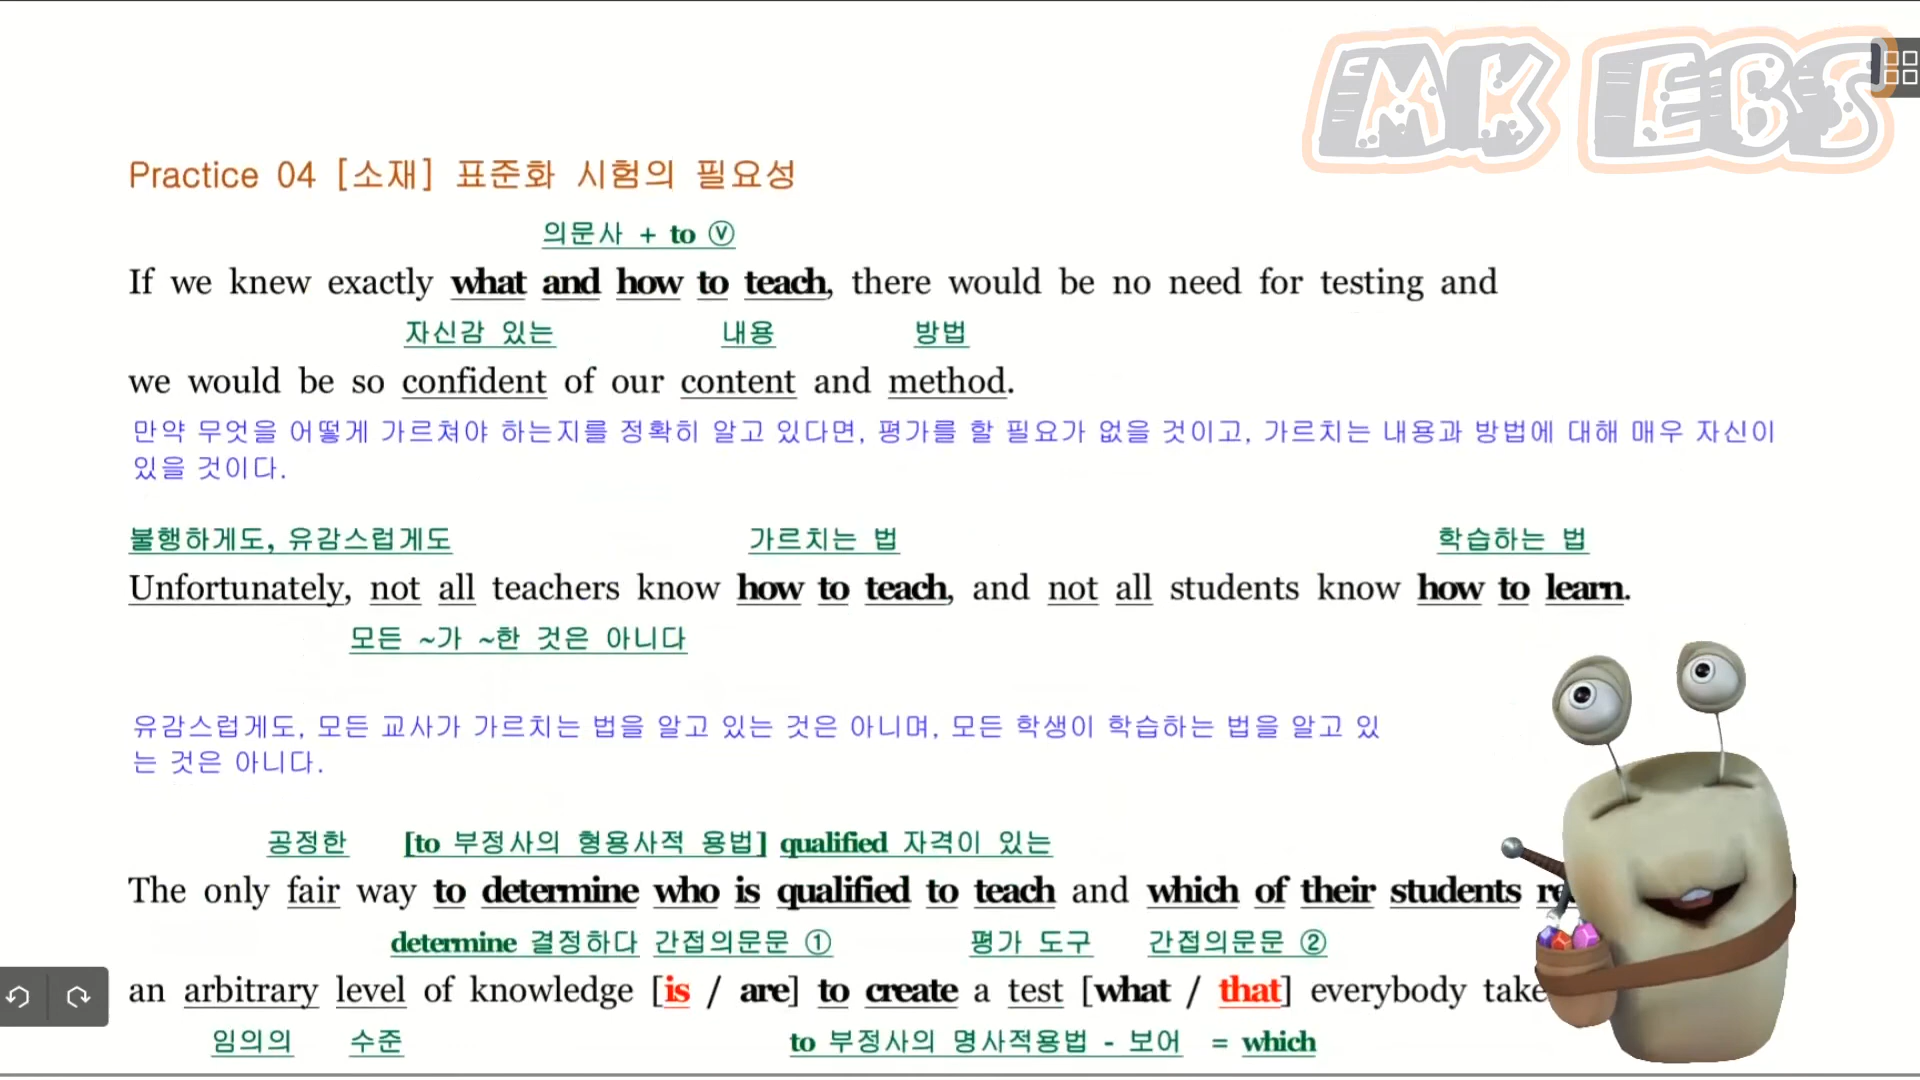 MK EBS
Practice 04 [소재] 표준화 시험의 필요성
의문사 + to ⓥ
If we knew exactly what and how to teach, there would be no need for testing and
자신감 있는 내용 방법
we would be so confident of our content and method.
만약 무엇을 어떻게 가르쳐야 하는지를 정확히 알고 있다면, 평가를 할 필요가 없을 것이고, 가르치는 내용과 방법에 대해 매우 자신이
있을 것이다.
불행하게도, 유감스럽게도 가르치는 법 학습하는 법
Unfortunately, not all teachers know how to teach, and not all students know how to learn.
모든 ~가 ~한 것은 아니다
유감스럽게도, 모든 교사가 가르치는 법을 알고 있는 것은 아니며, 모든 학생이 학습하는 법을 알고 있
는 것은 아니다.
공정한 [to 부정사의 형용사적 용법] qualified 자격이 있는
The only fair way to determine who is qualified to teach and which of their students
determine 결정하다 간접의문문 ① 평가 도구 간접의문문 ②
an arbitrary level of knowledge [is / are] to create a test [what / that] everybody take
임의의 수준 to 부정사의 명사적용법 - 보어 = which